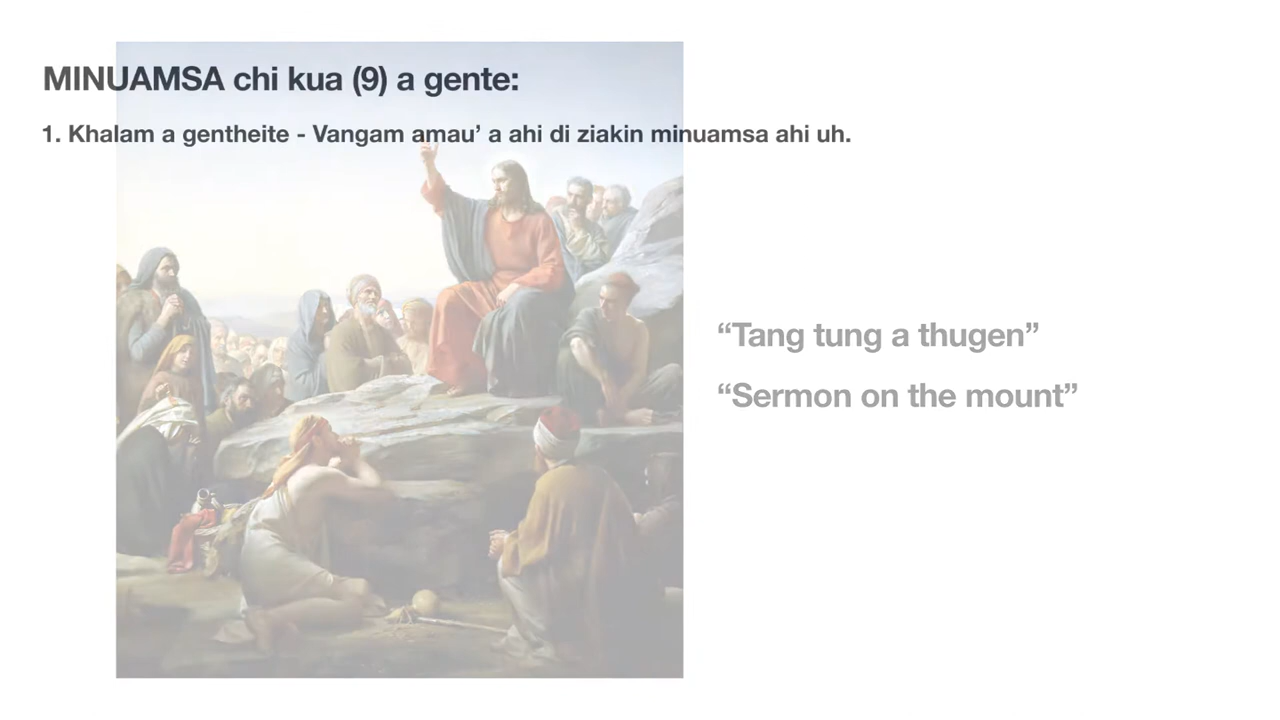 MINUAMSA chi kua (9) a gente:
1. Khalam a gentheite - Vangam amau’ a ahi di ziakin minuamsa ahi uh.
“Tang tung a thugen”
“Sermon on the mount”